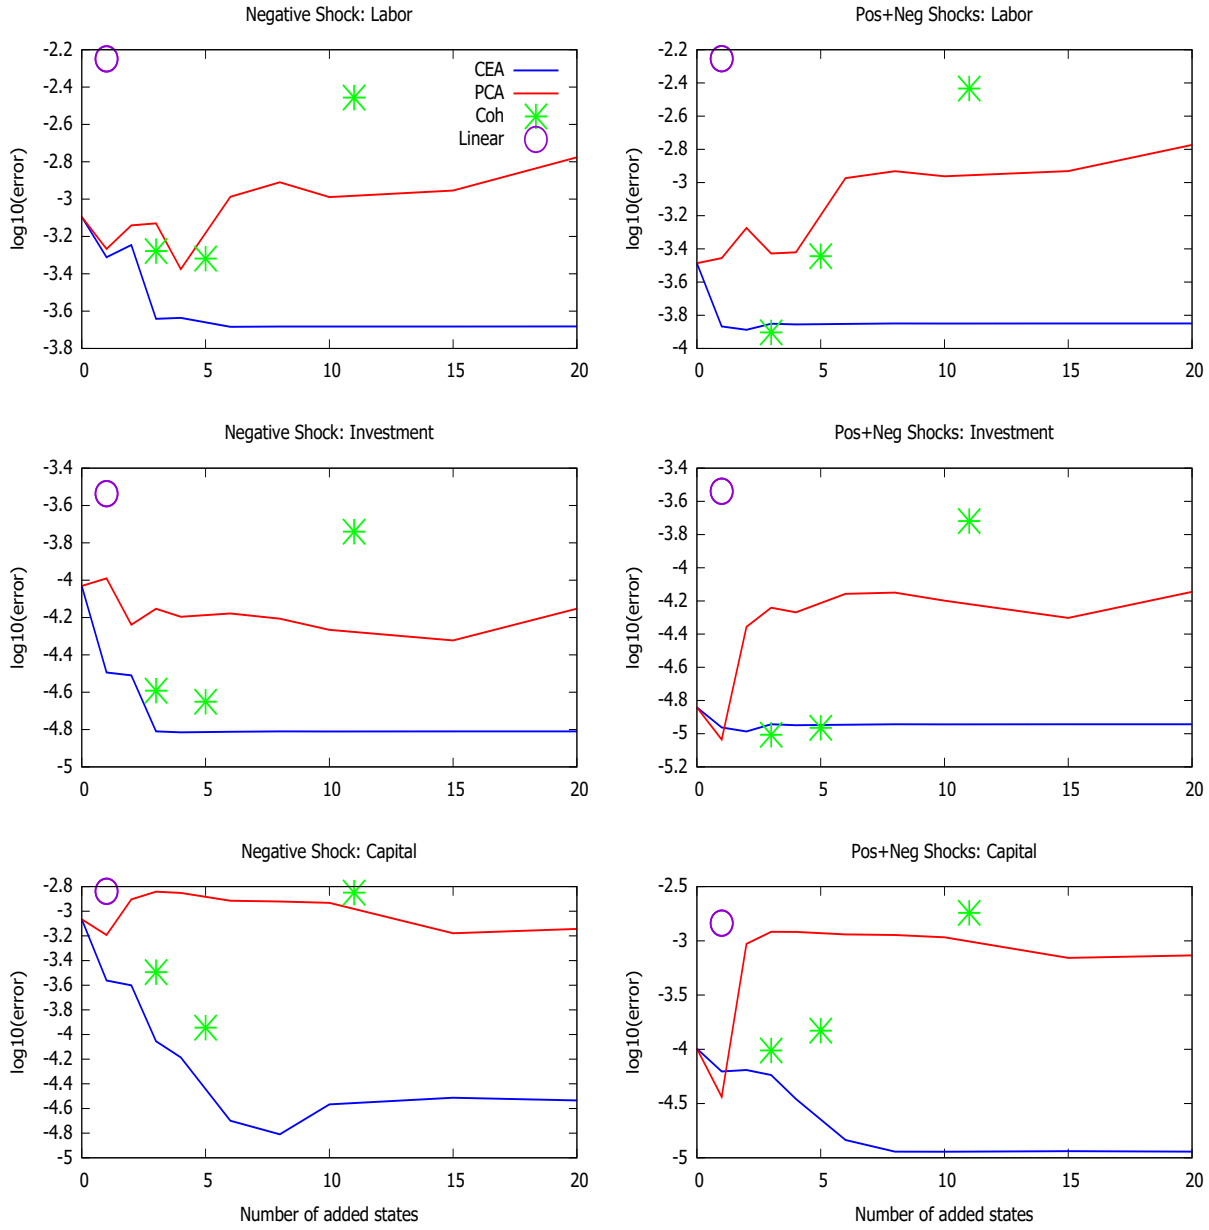 Negative Shock: Labor
log10(error)
-2.2
-2.4
-2.6
-2.8
-3
-3.2
-3.4
-3.6
-3.8
0 5 10 15 20
CEA
PCA
Coh
Linear
Pos+Neg Shocks: Labor
log10(error)
-2.2
-2.4
-2.6
-2.8
-3
-3.2
-3.4
-3.6
-3.8
-4
0 5 10 15 20
Negative Shock: Investment
log10(error)
-3.4
-3.6
-3.8
-4
-4.2
-4.4
-4.6
-4.8
-5
0 5 10 15 20
Pos+Neg Shocks: Investment
log10(error)
-3.4
-3.6
-3.8
-4
-4.2
-4.4
-4.6
-4.8
-5
-5.2
0 5 10 15 20
Negative Shock: Capital
log10(error)
-2.8
-3
-3.2
-3.4
-3.6
-3.8
-4
-4.2
-4.4
-4.6
-4.8
-5
0 5 10 15 20
Number of added states
Pos+Neg Shocks: Capital
log10(error)
-2.5
-3
-3.5
-4
-4.5
-5
0 5 10 15 20
Number of added states